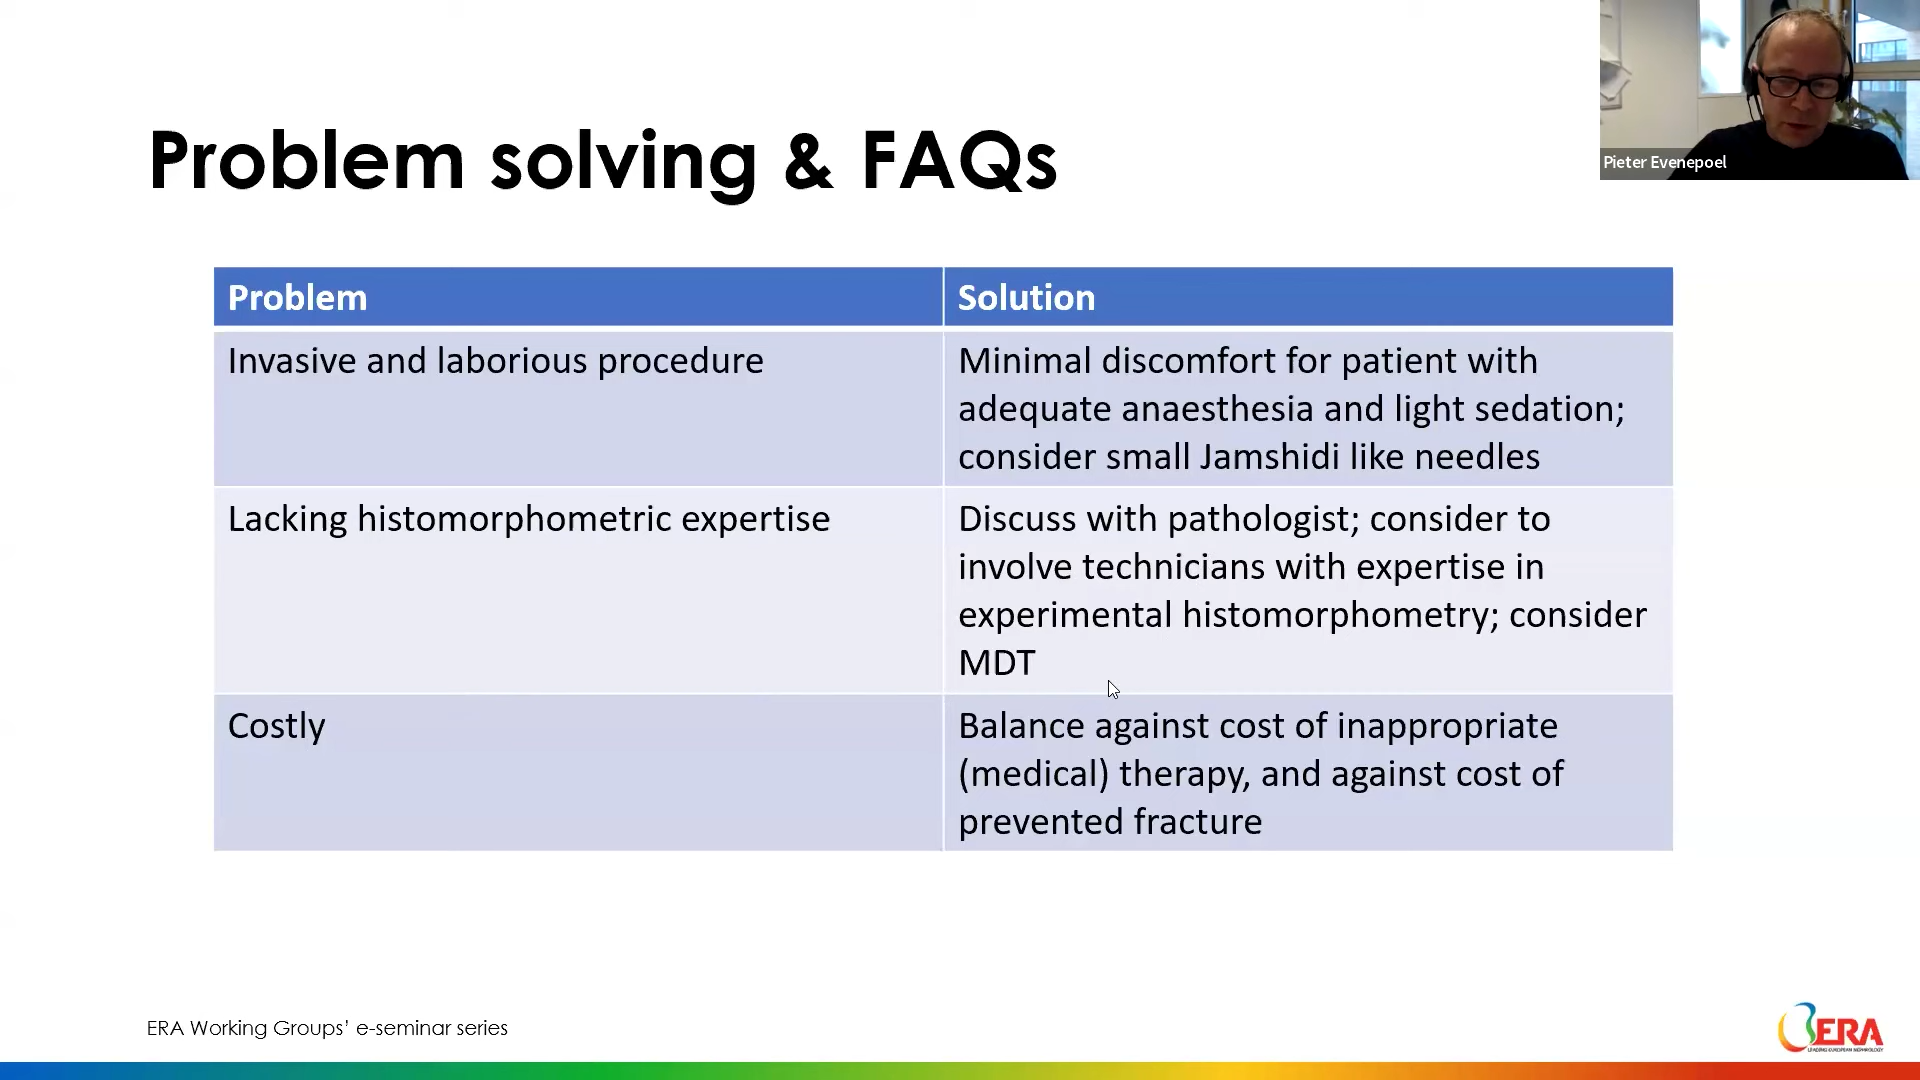 Problem solving & FAQs
Pieter Evenepoel
Problem
Solution
Invasive and laborious procedure
Minimal discomfort for patient with
adequate anaesthesia and light sedation;
consider small Jamshidi like needles
Lacking histomorphometric expertise
Discuss with pathologist; consider to
involve technicians with expertise in
experimental histomorphometry; consider
MDT
Costly
Balance against cost of inappropriate
(medical) therapy, and against cost of
prevented fracture
ERA Working Groups’ e-seminar series
ERA
LEADING EUROPEAN NEPHROLOGY